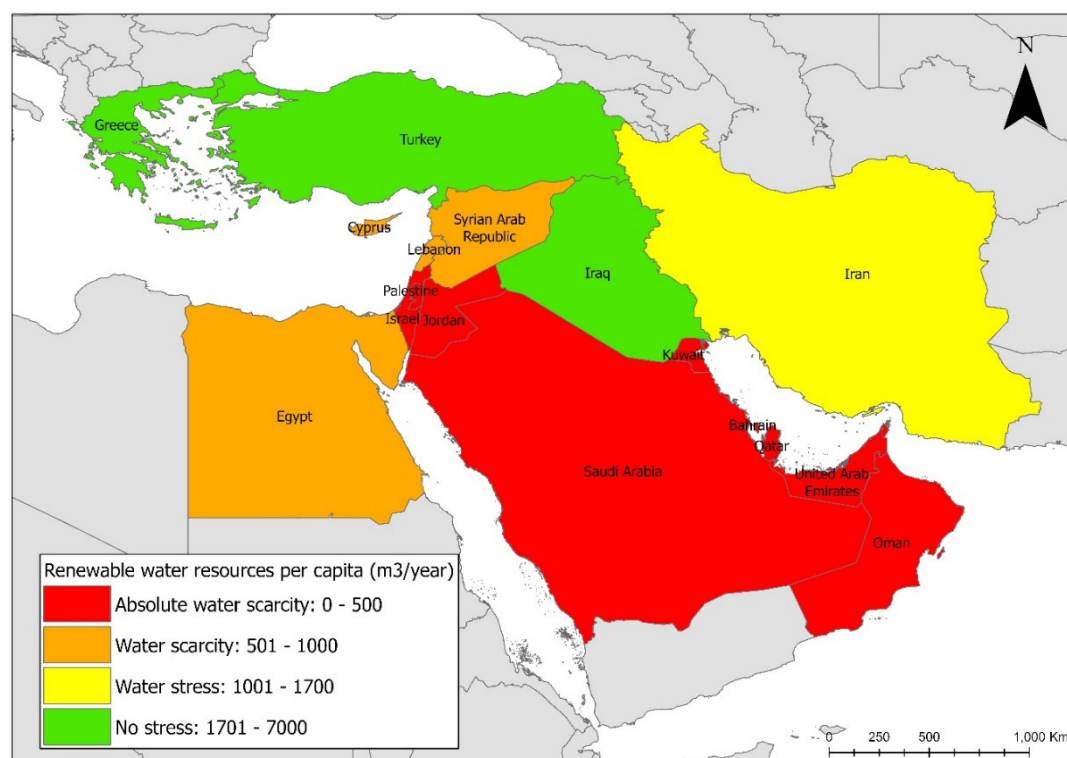 N
Greece
Turkey
Cyprus
Syrian Arab
Republic
Lebanon
Iraq
Iran
Palestine
Israel
Jordan
Kuwait
Egypt
Bahrain
Qatar
Saudi Arabia
United Arab
Emirates
Oman
Renewable water resources per capita (m3/year)
Absolute water scarcity: 0 - 500
Water scarcity: 501 - 1000
Water stress: 1001 - 1700
No stress: 1701 - 7000
0 250 500 1,000 Km